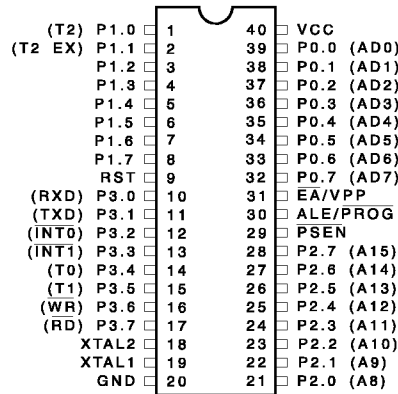 (T2) P1.0 1 40 VCC
(T2 EX) P1.1 2 39 P0.0 (AD0)
P1.2 3 38 P0.1 (AD1)
P1.3 4 37 P0.2 (AD2)
P1.4 5 36 P0.3 (AD3)
P1.5 6 35 P0.4 (AD4)
P1.6 7 34 P0.5 (AD5)
P1.7 8 33 P0.6 (AD6)
RST 9 32 P0.7 (AD7)
(RXD) P3.0 10 31 E̅A̅/VPP
(TXD) P3.1 11 30 ALE/P̅R̅O̅G̅
(I̅N̅T̅0̅) P3.2 12 29 P̅S̅E̅N̅
(I̅N̅T̅1̅) P3.3 13 28 P2.7 (A15)
(T0) P3.4 14 27 P2.6 (A14)
(T1) P3.5 15 26 P2.5 (A13)
(W̅R̅) P3.6 16 25 P2.4 (A12)
(R̅D̅) P3.7 17 24 P2.3 (A11)
XTAL2 18 23 P2.2 (A10)
XTAL1 19 22 P2.1 (A9)
GND 20 21 P2.0 (A8)